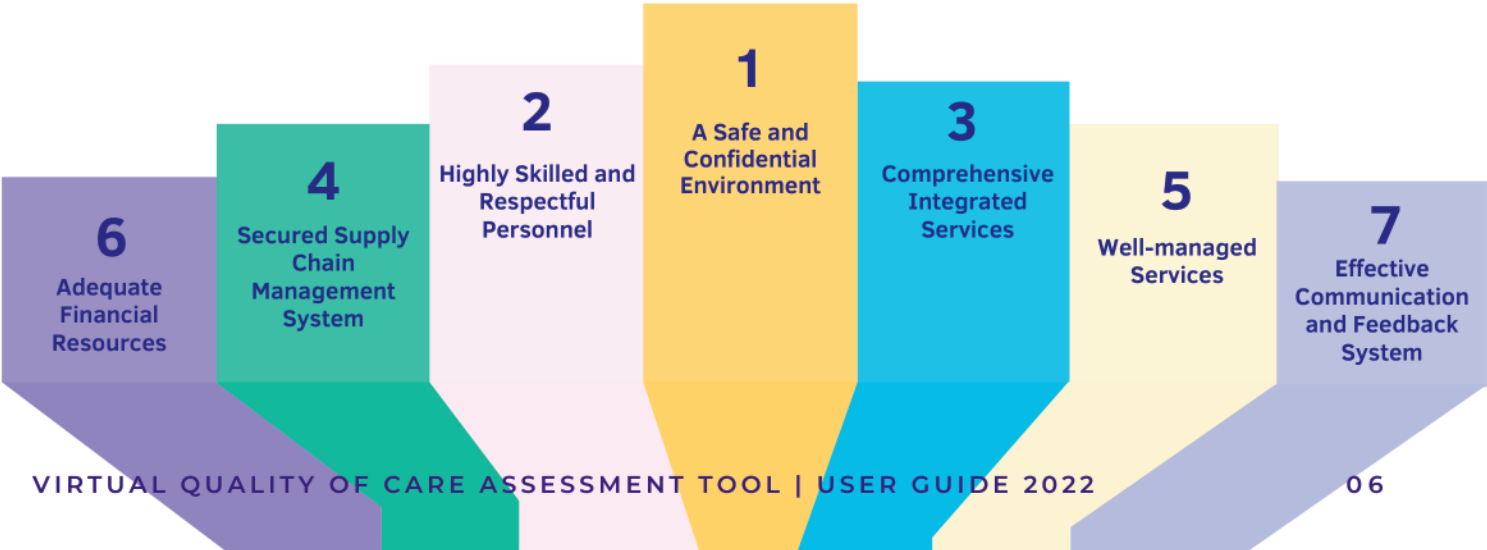 1
A Safe and
Confidential
Environment
2
Highly Skilled and
Respectful
Personnel
3
Comprehensive
Integrated
Services
4
Secured Supply
Chain
Management
System
5
Well-managed
Services
6
Adequate
Financial
Resources
7
Effective
Communication
and Feedback
System
VIRTUAL QUALITY OF CARE ASSESSMENT TOOL | USER GUIDE 2022
06